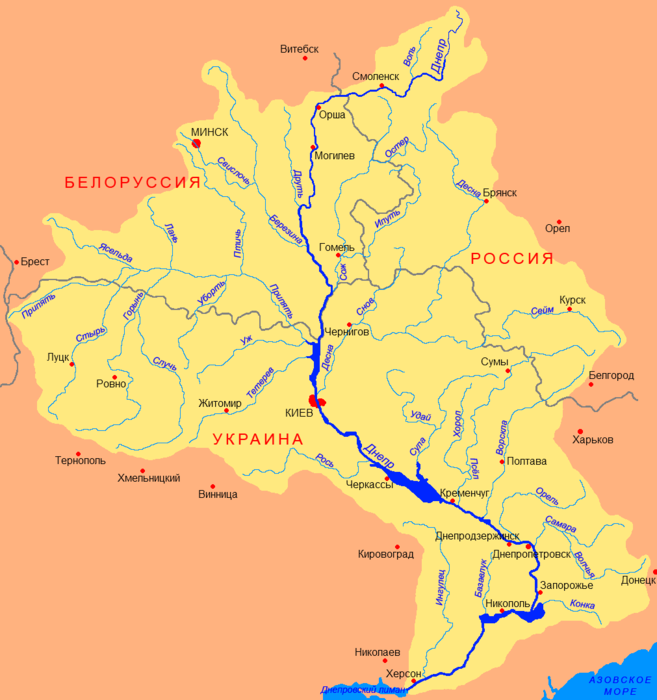 Витебск
Воль
Днепр
Смоленск
Орша
МИНСК
Могилев
Остер
Свислочь
Друть
БЕЛОРУССИЯ
Десна
Брянск
Лань
Птичь
Березина
Ипуть
Орел
Ясельда
Гомель
Сож
РОССИЯ
Брест
Припять
Горынь
Уборть
Припять
Снов
Курск
Сейм
Стырь
Чернигов
Уж
Луцк
Случь
Десна
Сумы
Ровно
Тетерев
Белгород
Житомир
КИЕВ
Удай
Хорол
Ворскла
УКРАИНА
Харьков
Днепр
Сула
Тернополь
Рось
Псёл
Полтава
Хмельницкий
Черкассы
Винница
Кременчуг
Орель
Самара
Днепродзержинск
Кировоград
Днепропетровск
Волчья
Ингулец
Базавлук
Запорожье
Донецк
Никополь
Конка
Николаев
Херсон
Днепровский лиман
АЗОВСКОЕ
МОРЕ